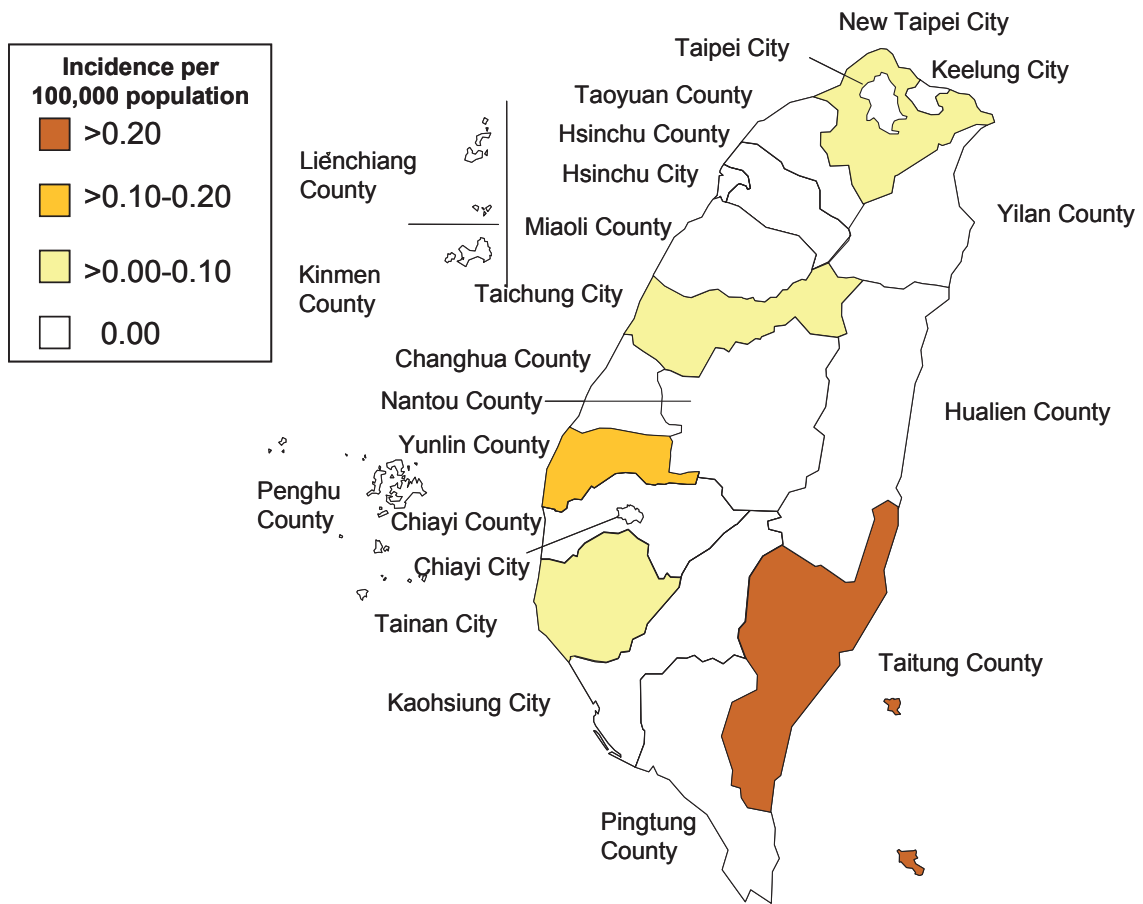 Incidence per
100,000 population
>0.20
>0.10-0.20
>0.00-0.10
0.00
New Taipei City
Taipei City
Keelung City
Taoyuan County
Hsinchu County
Hsinchu City
Lienchiang
County
Yilan County
Miaoli County
Kinmen
County
Taichung City
Changhua County
Nantou County
Hualien County
Yunlin County
Penghu
County
Chiayi County
Chiayi City
Tainan City
Taitung County
Kaohsiung City
Pingtung
County